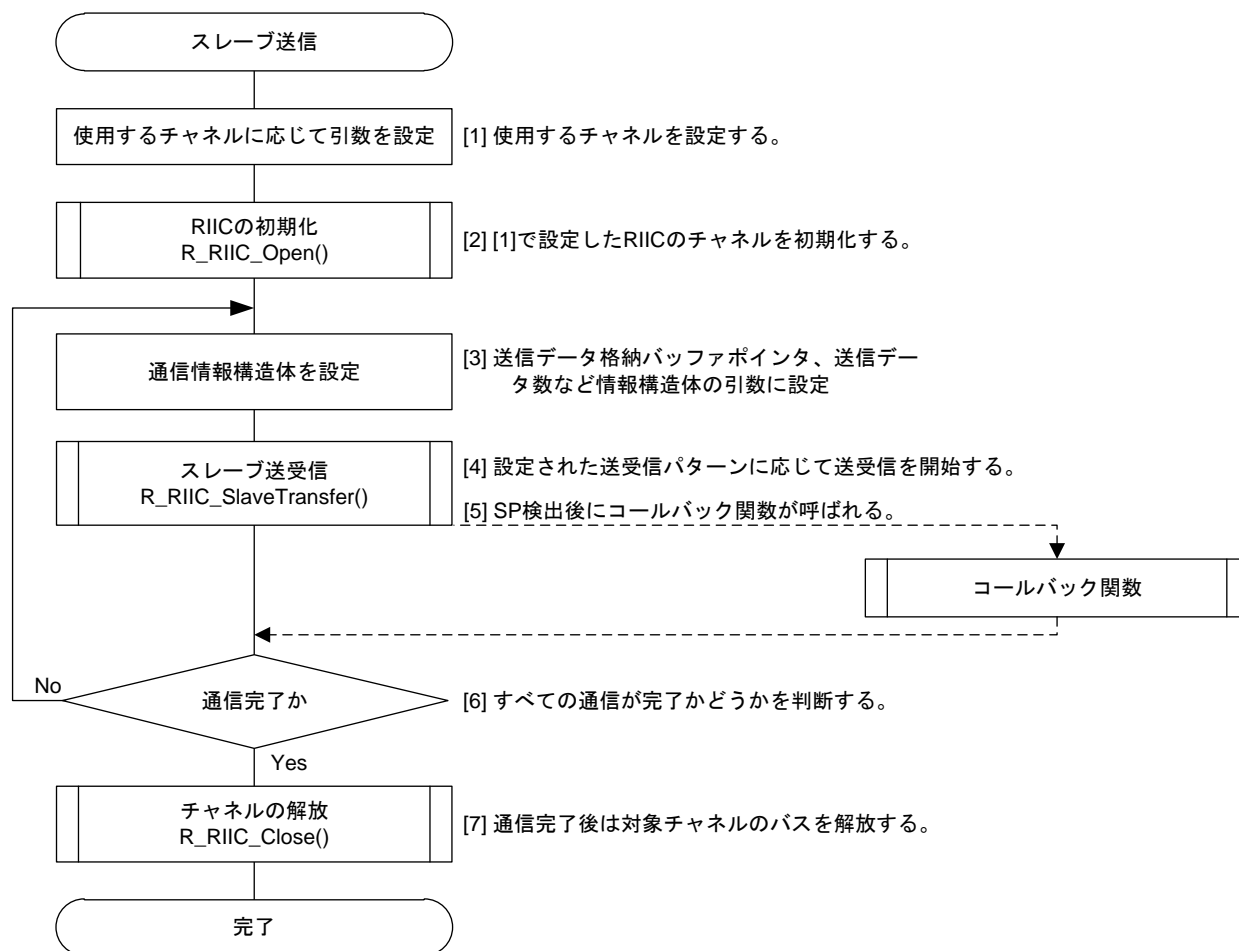 スレーブ送信
使用するチャネルに応じて引数を設定
[1] 使用するチャネルを設定する。
RIICの初期化
R_RIIC_Open()
[2] [1]で設定したRIICのチャネルを初期化する。
通信情報構造体を設定
[3] 送信データ格納バッファポインタ、送信デー
タ数など情報構造体の引数に設定
スレーブ送受信
R_RIIC_SlaveTransfer()
[4] 設定された送受信パターンに応じて送受信を開始する。
[5] SP検出後にコールバック関数が呼ばれる。
コールバック関数
No
通信完了か
[6] すべての通信が完了かどうかを判断する。
Yes
チャネルの解放
R_RIIC_Close()
[7] 通信完了後は対象チャネルのバスを解放する。
完了